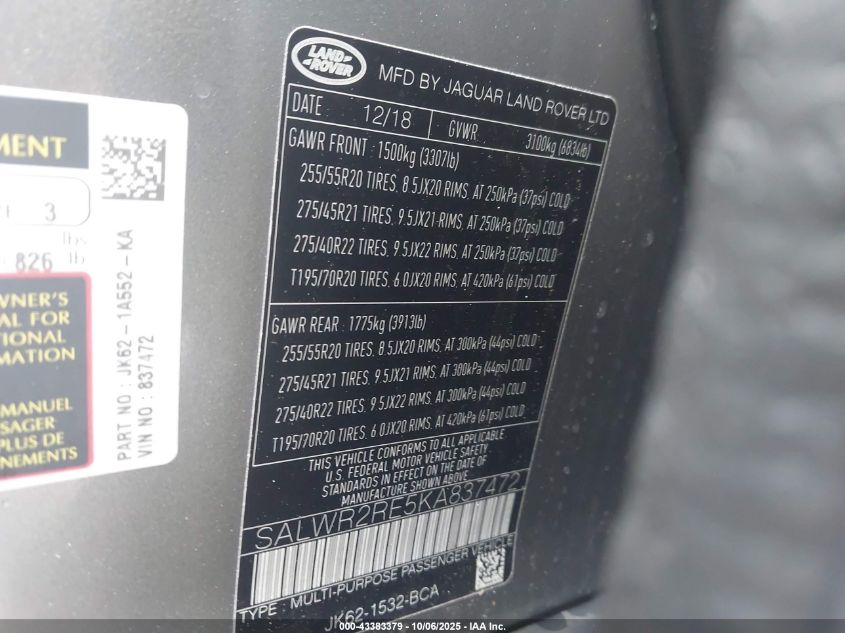 MENT
3
lbs
826 lb
WNER'S
AL FOR
TIONAL
MATION
MANUEL
SAGER
PLUS DE
GNEMENTS
PART NO : JK62 - 1A552 - KA
VIN NO : 837472
LAND ROVER
MFD BY JAGUAR LAND ROVER LTD
DATE 12/18 GVWR 3100kg (6834lb)
GAWR FRONT : 1500kg (3307lb)
255/55R20 TIRES, 8.5JX20 RIMS, AT 250kPa (37psi) COLD
275/45R21 TIRES, 9.5JX21 RIMS, AT 250kPa (37psi) COLD
275/40R22 TIRES, 9.5JX22 RIMS, AT 250kPa (37psi) COLD
T195/70R20 TIRES, 6.0JX20 RIMS, AT 420kPa (61psi) COLD
GAWR REAR : 1775kg (3913lb)
255/55R20 TIRES, 8.5JX20 RIMS, AT 300kPa (44psi) COLD
275/45R21 TIRES, 9.5JX21 RIMS, AT 300kPa (44psi) COLD
275/40R22 TIRES, 9.5JX22 RIMS, AT 300kPa (44psi) COLD
T195/70R20 TIRES, 6.0JX20 RIMS, AT 420kPa (61psi) COLD
THIS VEHICLE CONFORMS TO ALL APPLICABLE
U.S. FEDERAL MOTOR VEHICLE SAFETY
STANDARDS IN EFFECT ON THE DATE OF
MANUFACTURE SHOWN ABOVE
SALWR2RF5KA837472
TYPE : MULTI-PURPOSE PASSENGER VEHICLE
JK62-1532-BCA
000-43383379 - 10/06/2025 - IAA Inc.